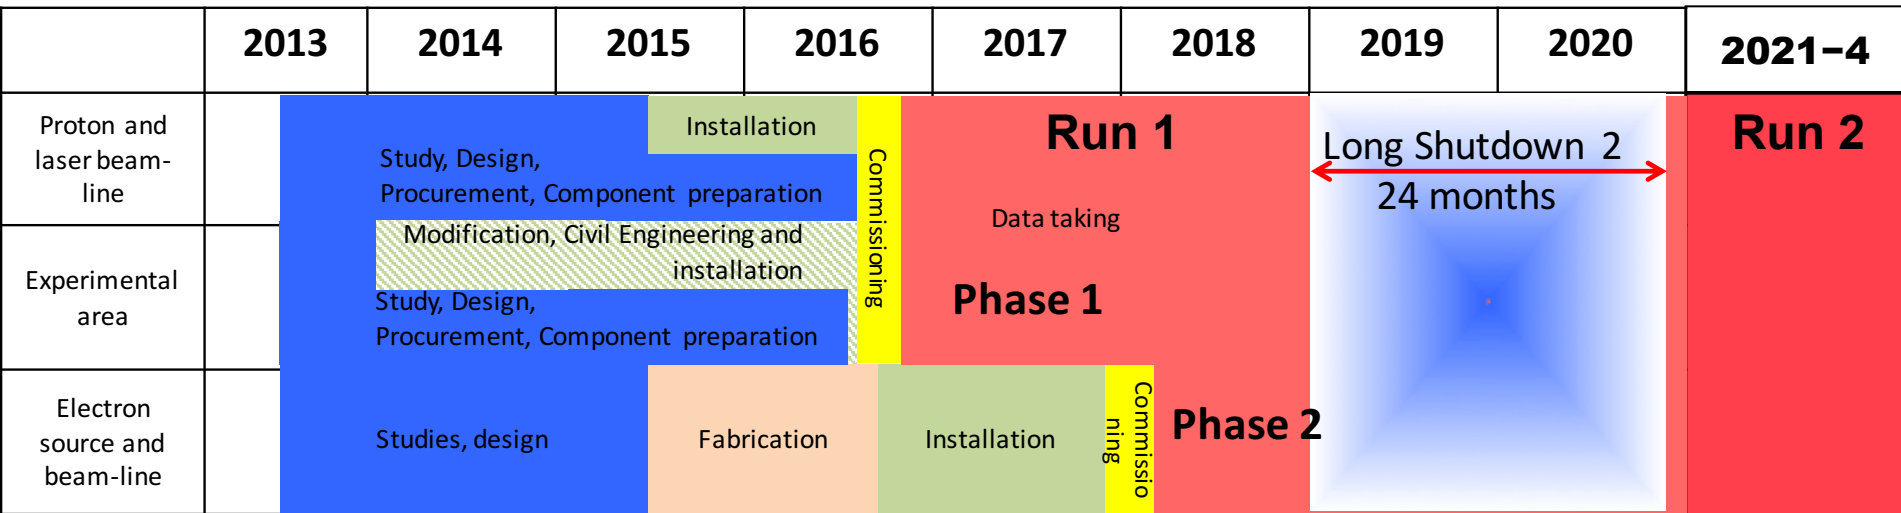 2013 2014 2015 2016 2017 2018 2019 2020 2021–4
Proton and
laser beam-
line
Installation
Study, Design,
Procurement, Component preparation
Commissioning
Run 1
Data taking
Long Shutdown 2
24 months
Run 2
Experimental
area
Modification, Civil Engineering and
installation
Study, Design,
Procurement, Component preparation
Phase 1
Electron
source and
beam-line
Studies, design
Fabrication
Installation
Commissio
ning
Phase 2